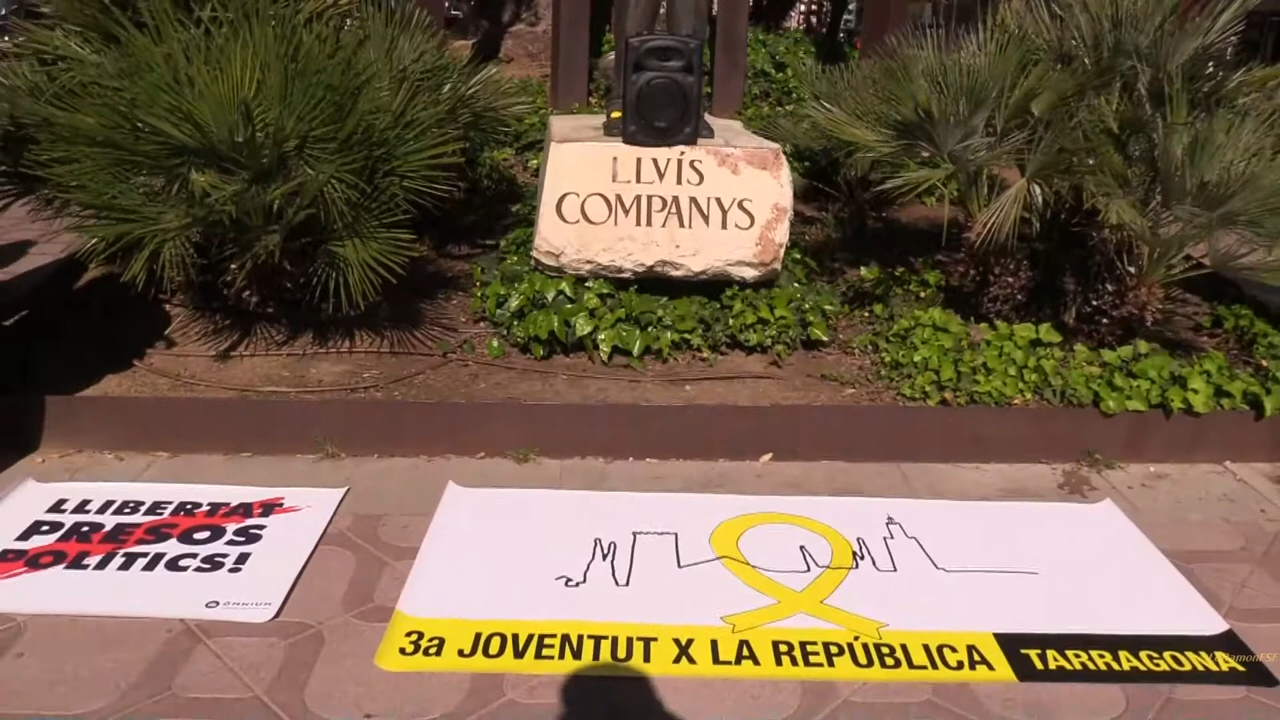 LLVÍS
COMPANYS
LLIBERTAT
PRESOS
POLÍTICS!
ÒMNIUM
3a JOVENTUT X LA REPÚBLICA
TARRAGONA